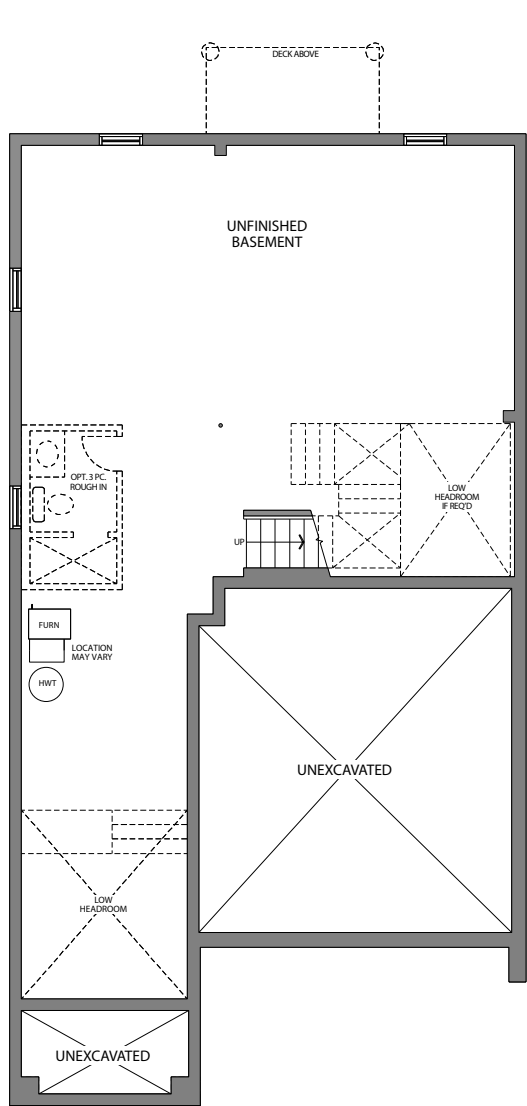 DECK ABOVE
UNFINISHED
BASEMENT
OPT. 3 PC.
ROUGH IN
LOW
HEADROOM
IF REQ'D
UP
FURN
LOCATION
MAY VARY
HWT
UNEXCAVATED
LOW
HEADROOM
UNEXCAVATED